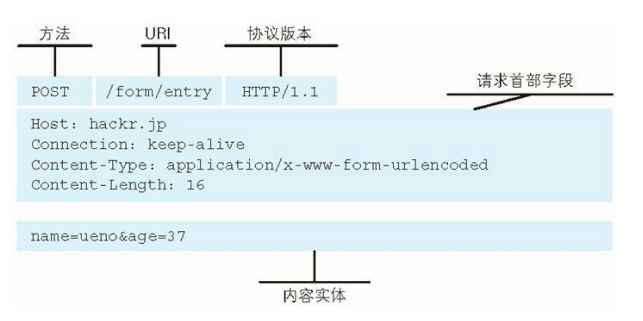 方法 URI 协议版本
请求首部字段
POST /form/entry HTTP/1.1
Host: hackr.jp
Connection: keep-alive
Content-Type: application/x-www-form-urlencoded
Content-Length: 16
name=ueno&age=37
内容实体